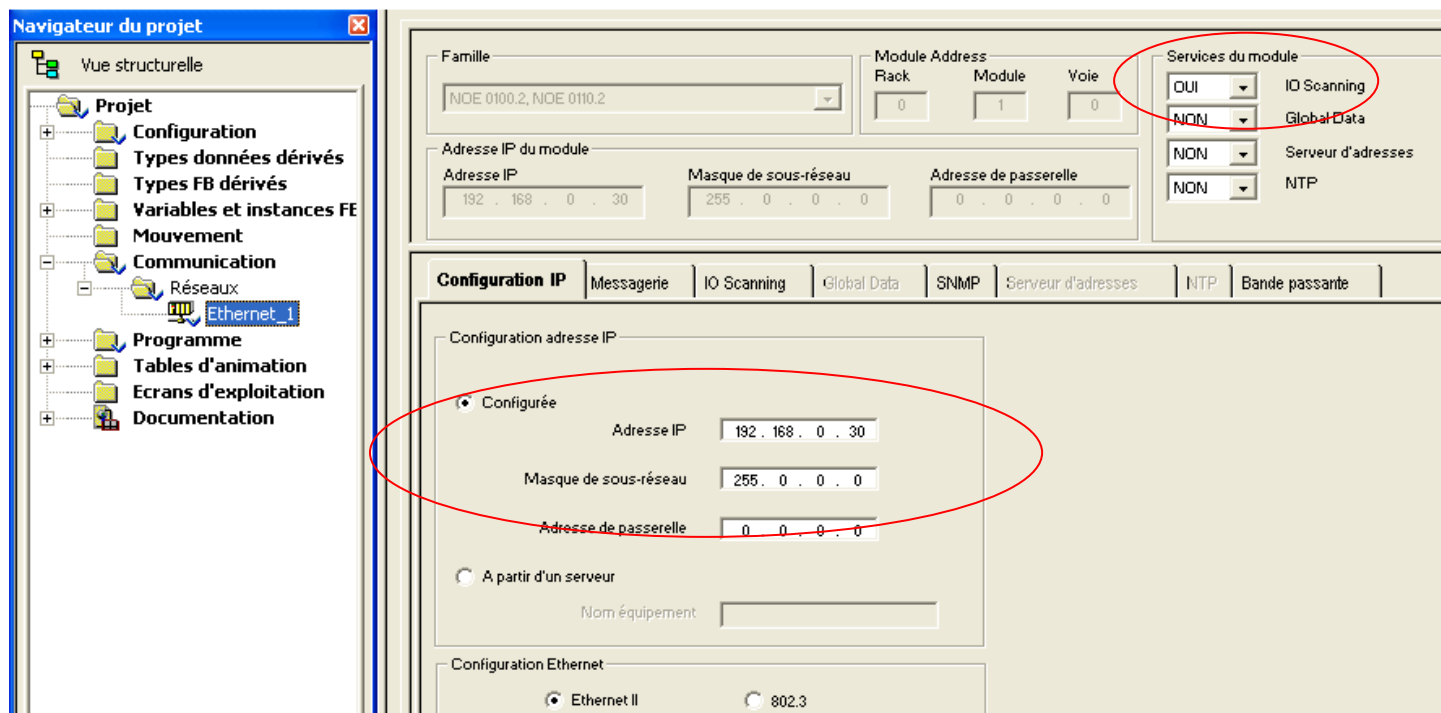 Navigateur du projet
Vue structurelle
Projet
Configuration
Types données dérivés
Types FB dérivés
Variables et instances FE
Mouvement
Communication
Réseaux
Ethernet_1
Programme
Tables d'animation
Ecrans d'exploitation
Documentation
Famille
NOE 0100.2, NOE 0110.2
Module Address
Rack Module Voie
0 1 0
Services du module
OUI IO Scanning
NON Global Data
NON Serveur d'adresses
NON NTP
Adresse IP du module
Adresse IP Masque de sous-réseau Adresse de passerelle
192 . 168 . 0 . 30 255 . 0 . 0 . 0 0 . 0 . 0 . 0
Configuration IP Messagerie IO Scanning Global Data SNMP Serveur d'adresses NTP Bande passante
Configuration adresse IP
Configurée
Adresse IP 192 . 168 . 0 . 30
Masque de sous-réseau 255 . 0 . 0 . 0
Adresse de passerelle 0 . 0 . 0 . 0
A partir d'un serveur
Nom équipement
Configuration Ethernet
Ethernet II 802.3